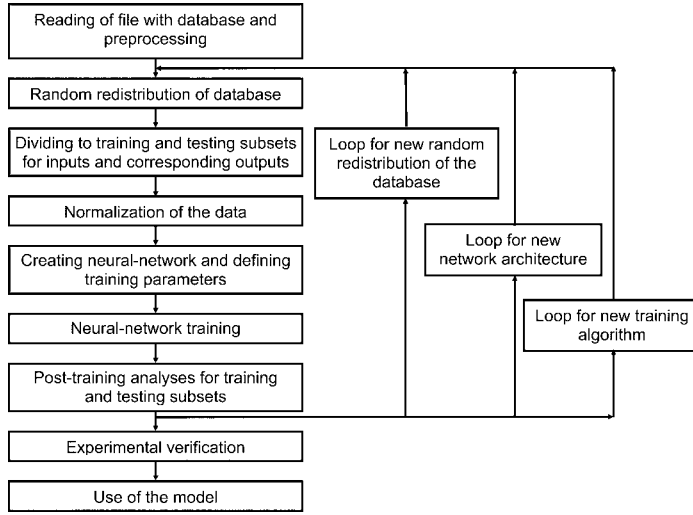 Reading of file with database and
preprocessing
Random redistribution of database
Dividing to training and testing subsets
for inputs and corresponding outputs
Normalization of the data
Creating neural-network and defining
training parameters
Neural-network training
Post-training analyses for training
and testing subsets
Experimental verification
Use of the model
Loop for new random
redistribution of the
database
Loop for new
network architecture
Loop for new training
algorithm